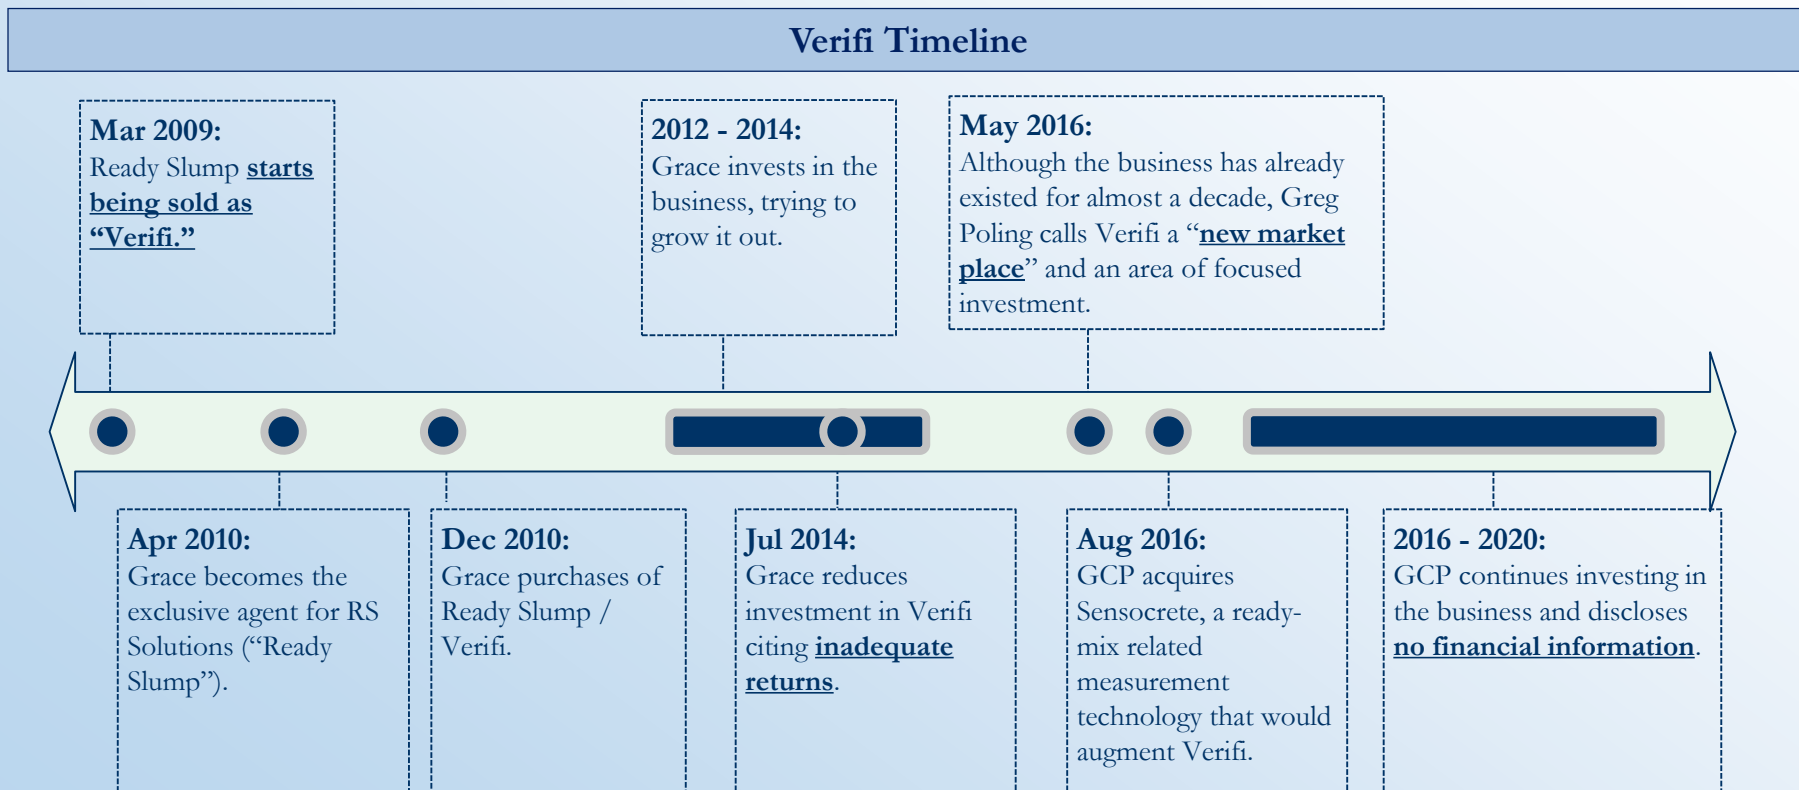 Verifi Timeline
Mar 2009:
Ready Slump starts
being sold as
“Verifi.”
2012 - 2014:
Grace invests in the
business, trying to
grow it out.
May 2016:
Although the business has already
existed for almost a decade, Greg
Poling calls Verifi a “new market
place” and an area of focused
investment.
Apr 2010:
Grace becomes the
exclusive agent for RS
Solutions (“Ready
Slump”).
Dec 2010:
Grace purchases of
Ready Slump /
Verifi.
Jul 2014:
Grace reduces
investment in Verifi
citing inadequate
returns.
Aug 2016:
GCP acquires
Sensocrete, a ready-
mix related
measurement
technology that would
augment Verifi.
2016 - 2020:
GCP continues investing in
the business and discloses
no financial information.